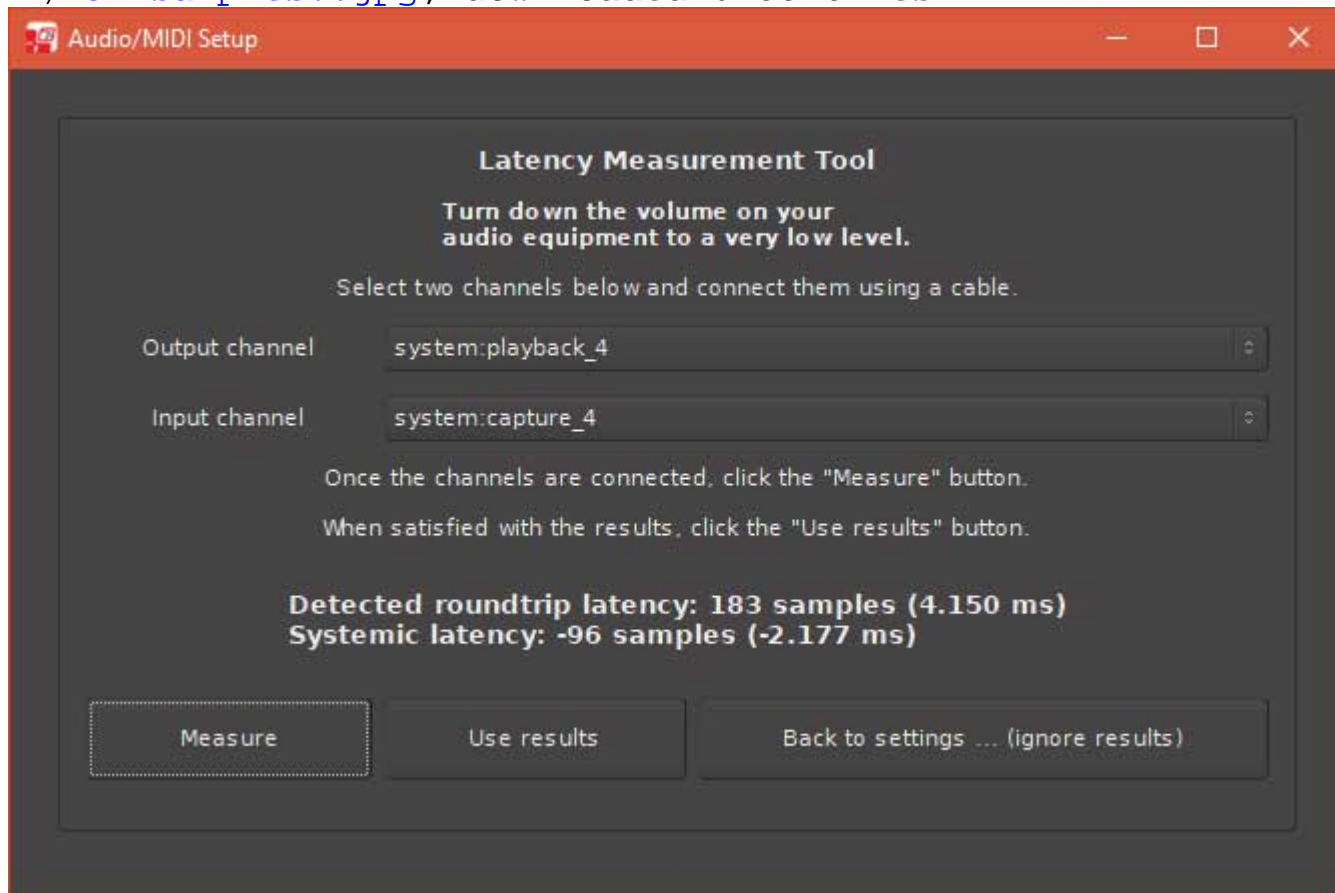 Audio/MIDI Setup
Latency Measurement Tool
Turn down the volume on your
audio equipment to a very low level.
Select two channels below and connect them using a cable.
Output channel system:playback_4
Input channel system:capture_4
Once the channels are connected, click the "Measure" button.
When satisfied with the results, click the "Use results" button.
Detected roundtrip latency: 183 samples (4.150 ms)
Systemic latency: -96 samples (-2.177 ms)
Measure Use results Back to settings ... (ignore results)